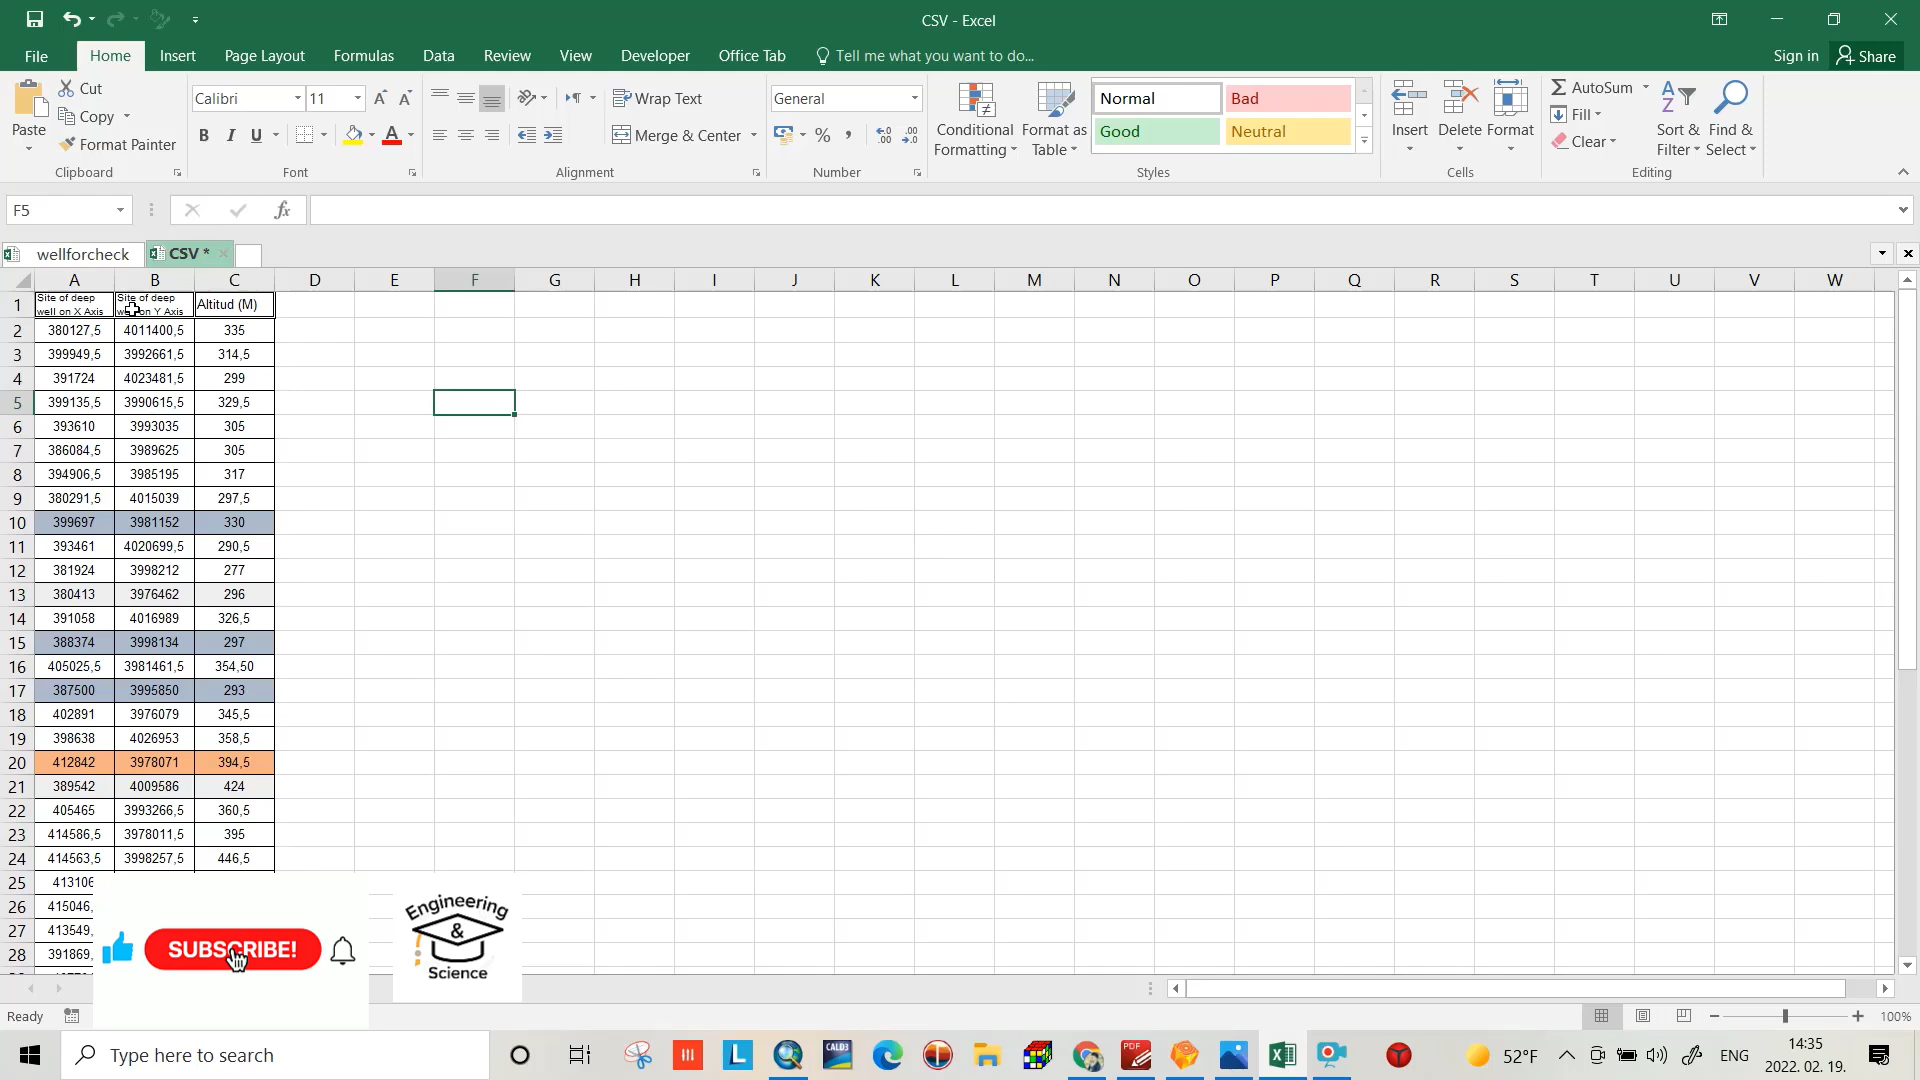 CSV - Excel
File Home Insert Page Layout Formulas Data Review View Developer Office Tab Tell me what you want to do... Sign in Share
Paste
Cut
Copy
Format Painter
Clipboard
Calibri 11
B I U
Font
Wrap Text
Merge & Center
Alignment
General
Number
Conditional Formatting
Format as Table
Normal Bad
Good Neutral
Styles
Insert Delete Format
Cells
AutoSum
Fill
Clear
Sort & Filter
Find & Select
Editing
F5
fx
wellforcheck CSV *
A B C D E F G H I J K L M N O P Q R S T U V W
1 Site of deep well on X Axis Site of deep well on Y Axis Altitud (M)
2 380127,5 4011400,5 335
3 399949,5 3992661,5 314,5
4 391724 4023481,5 299
5 399135,5 3990615,5 329,5
6 393610 3993035 305
7 386084,5 3989625 305
8 394906,5 3985195 317
9 380291,5 4015039 297,5
10 399697 3981152 330
11 393461 4020699,5 290,5
12 381924 3998212 277
13 380413 3976462 296
14 391058 4016989 326,5
15 388374 3998134 297
16 405025,5 3981461,5 354,50
17 387500 3995850 293
18 402891 3976079 345,5
19 398638 4026953 358,5
20 412842 3978071 394,5
21 389542 4009586 424
22 405465 3993266,5 360,5
23 414586,5 3978011,5 395
24 414563,5 3998257,5 446,5
25 413106
26 415046,
27 413549,
28 391869,
SUBSCRIBE!
Engineering
&
Science
Ready
100%
Type here to search
CALD3
PDF
52°F
ENG
14:35
2022. 02. 19.